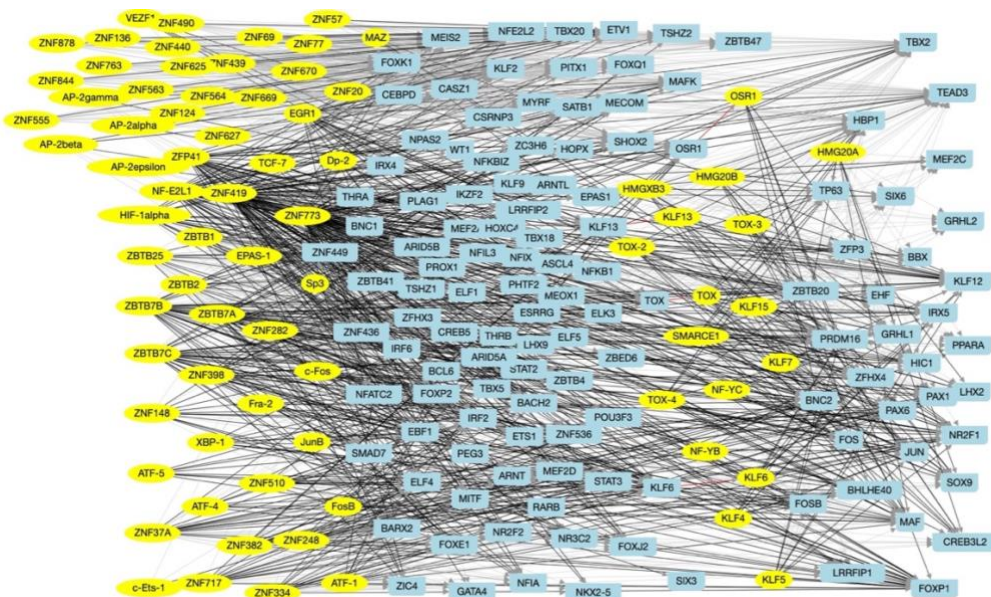 VEZF1
ZNF490
ZNF57
ZNF878
ZNF136
ZNF69
ZNF77
MAZ
MEIS2
NFE2L2
TBX20
ETV1
TSHZ2
ZBTB47
TBX2
ZNF440
ZNF763
ZNF625
ZNF439
ZNF670
FOXK1
KLF2
PITX1
FOXQ1
MAFK
ZNF844
ZNF563
ZNF564
ZNF669
ZNF20
CEBPD
CASZ1
MYRF
SATB1
MECOM
OSR1
TEAD3
AP-2gamma
ZNF124
EGR1
CSRNP3
HBP1
ZNF555
AP-2alpha
ZNF627
NPAS2
WT1
ZC3H6
HOPX
SHOX2
OSR1
HMG20A
MEF2C
AP-2beta
ZFP41
TCF-7
Dp-2
IRX4
NFKBIZ
AP-2epsilon
HMG20B
NF-E2L1
ZNF419
THRA
PLAG1
IKZF2
KLF9
ARNTL
EPAS1
HMGXB3
TP63
SIX6
HIF-1alpha
ZNF773
BNC1
LRRFIP2
KLF13
KLF13
TOX-3
GRHL2
ZBTB1
ZNF449
ARID5B
HOXC4
TBX18
TOX-2
ZFP3
BBX
ZBTB25
EPAS-1
PROX1
NFIL3
NFIX
ASCL4
NFKB1
ZBTB2
Sp3
ZBTB41
TSHZ1
ELF1
PHTF2
MEOX1
TOX
TOX
ZBTB20
EHF
KLF12
ZBTB7B
ZBTB7A
ZFHX3
ESRRG
ELK3
KLF15
IRX5
ZNF282
ZNF436
CREB5
THRB
ELF5
SMARCE1
PRDM16
GRHL1
PPARA
ZBTB7C
IRF6
LHX9
ARID5A
ZBED6
KLF7
HIC1
ZNF398
c-Fos
BCL6
STAT2
ZBTB4
ZFHX4
NFATC2
FOXP2
TBX5
BACH2
TOX-4
NF-YC
BNC2
PAX1
LHX2
ZNF148
Fra-2
IRF2
POU3F3
PAX6
EBF1
ETS1
ZNF536
NR2F1
XBP-1
JunB
SMAD7
PEG3
NF-YB
FOS
JUN
ATF-5
ZNF510
ELF4
ARNT
MEF2D
STAT3
KLF6
KLF6
BHLHE40
SOX9
ATF-4
FosB
MITF
RARB
FOSB
ZNF37A
ZNF382
ZNF248
BARX2
NR2F2
NR3C2
KLF4
MAF
CREB3L2
FOXE1
FOXJ2
c-Ets-1
ZNF717
ZNF334
ATF-1
ZIC4
GATA4
NFIA
NKX2-5
SIX3
KLF5
LRRFIP1
FOXP1